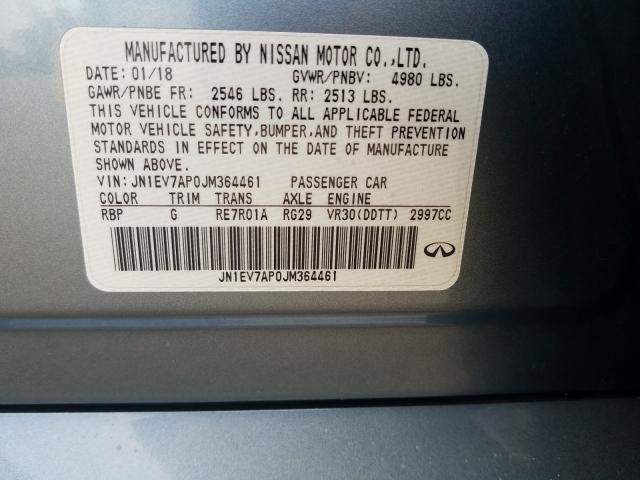 MANUFACTURED BY NISSAN MOTOR CO.,LTD.
DATE: 01/18 GVWR/PNBV: 4980 LBS.
GAWR/PNBE FR: 2546 LBS. RR: 2513 LBS.
THIS VEHICLE CONFORMS TO ALL APPLICABLE FEDERAL
MOTOR VEHICLE SAFETY,BUMPER,AND THEFT PREVENTION
STANDARDS IN EFFECT ON THE DATE OF MANUFACTURE
SHOWN ABOVE.
VIN: JN1EV7AP0JM364461 PASSENGER CAR
COLOR TRIM TRANS AXLE ENGINE
RBP G RE7R01A RG29 VR30(DDTT) 2997CC
JN1EV7AP0JM364461